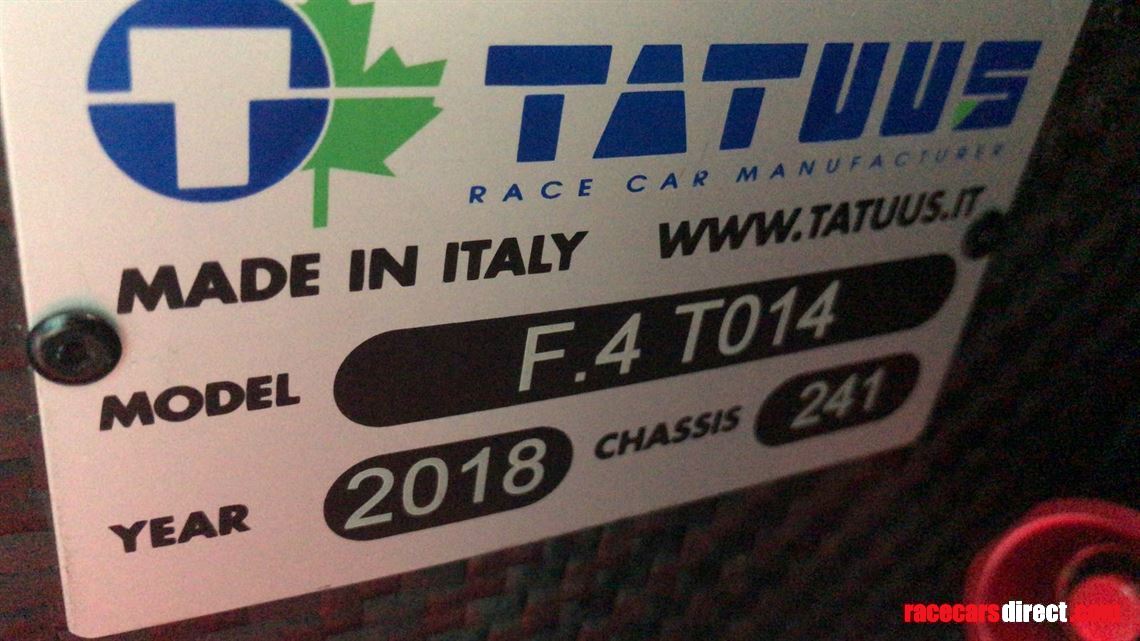 T TATUUS
RACE CAR MANUFACTURER
MADE IN ITALY WWW.TATUUS.IT
MODEL F.4 T014
YEAR 2018 CHASSIS 241
racecarsdirect.com